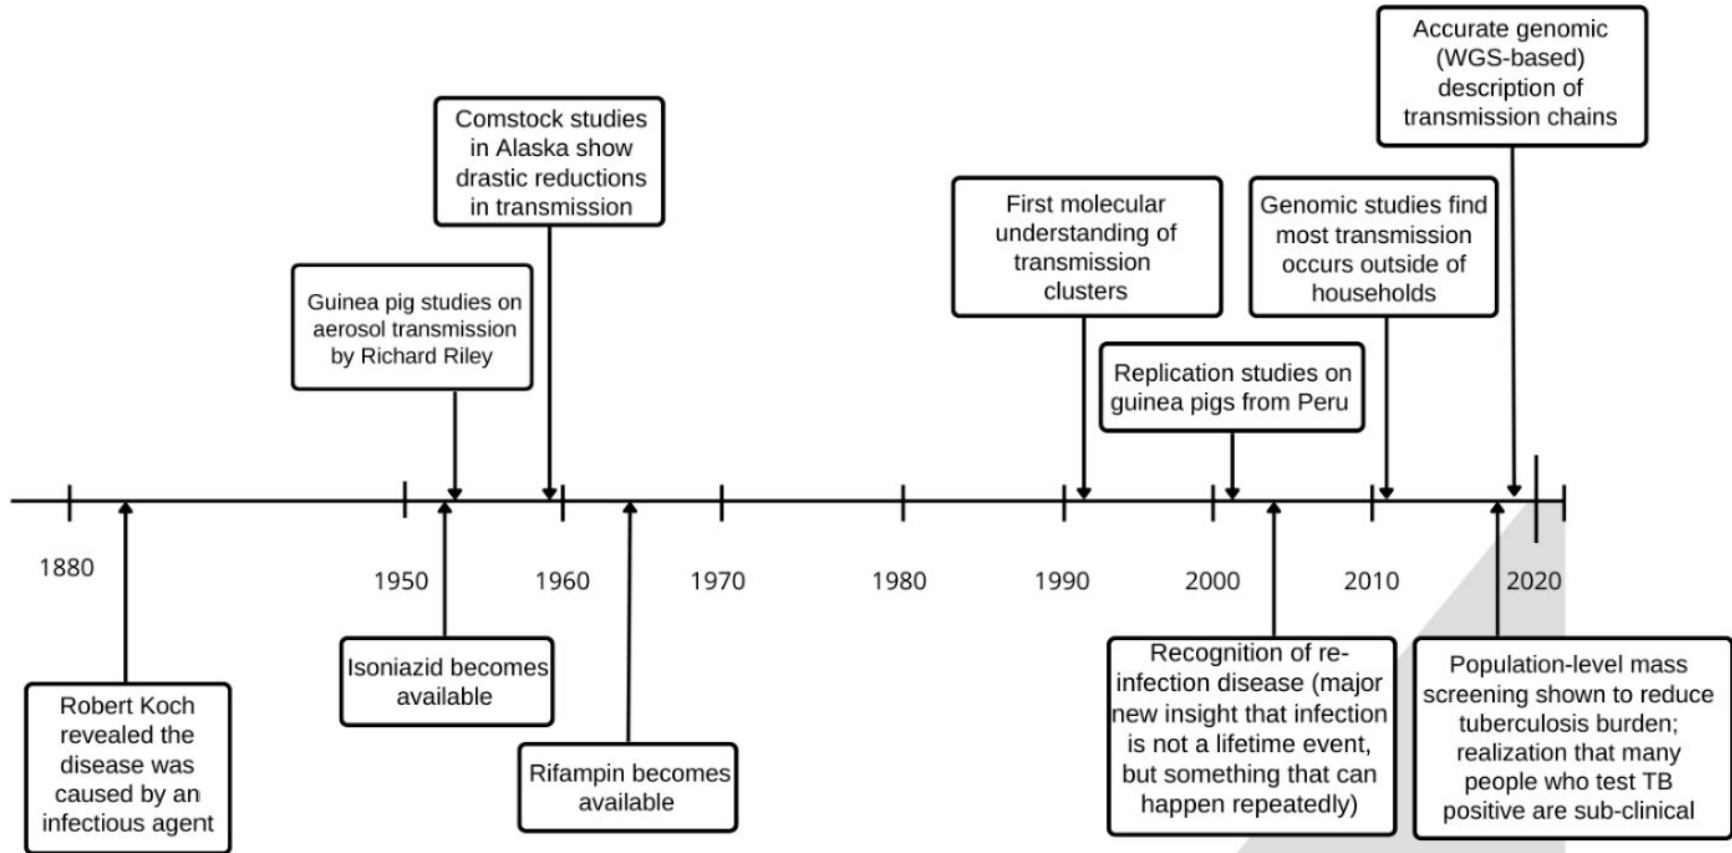 Accurate genomic
(WGS-based)
description of
transmission chains
Comstock studies
in Alaska show
drastic reductions
in transmission
First molecular
understanding of
transmission
clusters
Genomic studies find
most transmission
occurs outside of
households
Guinea pig studies on
aerosol transmission
by Richard Riley
Replication studies on
guinea pigs from Peru
1880
1950
1960
1970
1980
1990
2000
2010
2020
Robert Koch
revealed the
disease was
caused by an
infectious agent
Isoniazid becomes
available
Rifampin becomes
available
Recognition of re-
infection disease (major
new insight that infection
is not a lifetime event,
but something that can
happen repeatedly)
Population-level mass
screening shown to reduce
tuberculosis burden;
realization that many
people who test TB
positive are sub-clinical